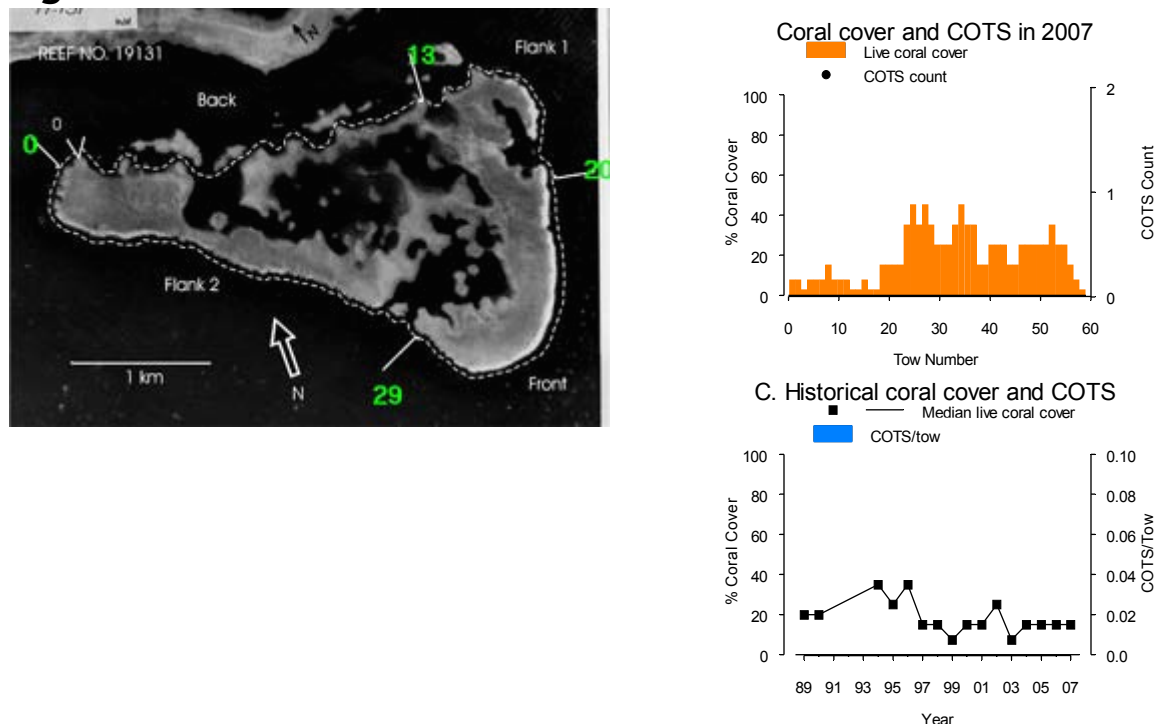 REEF NO. 19131
N
Flank 1
13
Back
0
0
20
Flank 2
1 km
N
29
Front
Coral cover and COTS in 2007
Live coral cover
COTS count
100
80
60
40
20
0
% Coral Cover
2
1
0
COTS Count
0 10 20 30 40 50 60
Tow Number
C. Historical coral cover and COTS
Median live coral cover
COTS/tow
100
80
60
40
20
0
% Coral Cover
0.10
0.08
0.06
0.04
0.02
0.0
COTS/Tow
89 91 93 95 97 99 01 03 05 07
Year